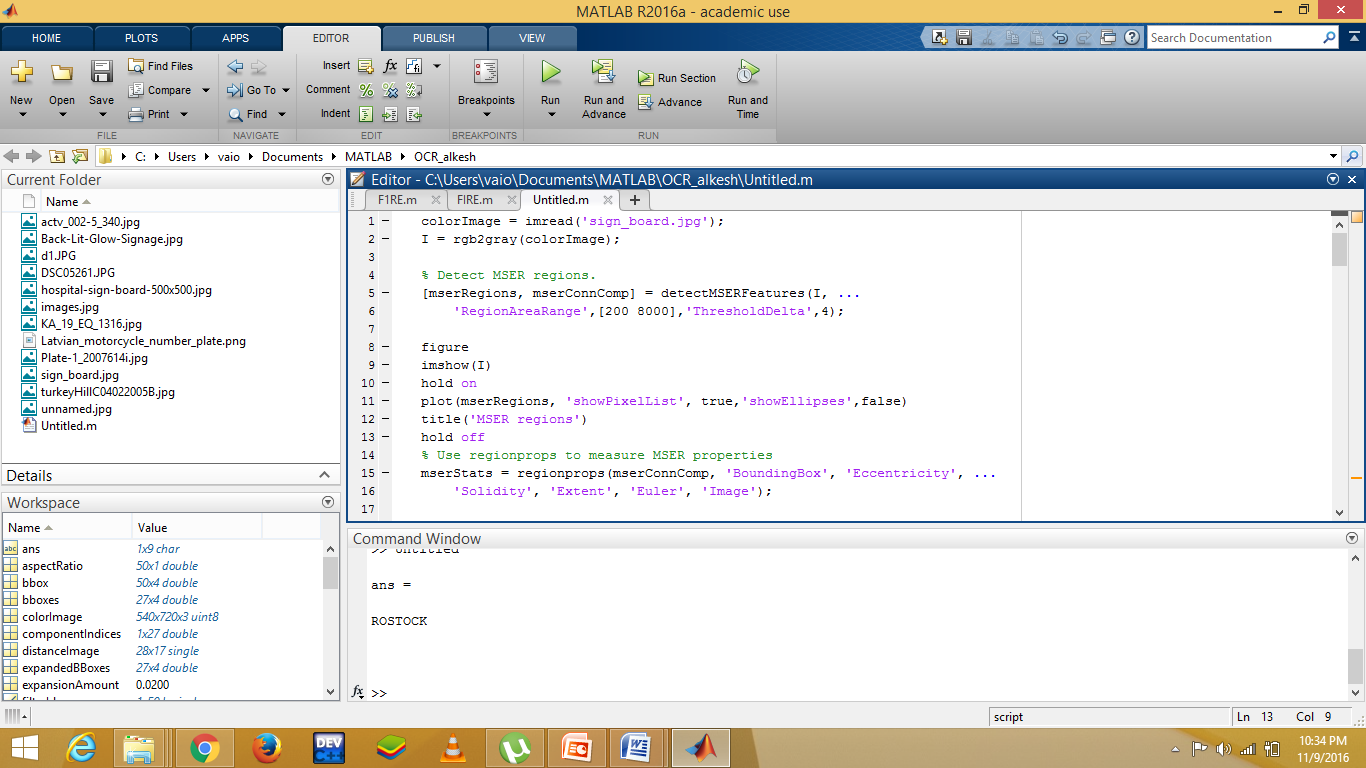 MATLAB R2016a - academic use
HOME PLOTS APPS EDITOR PUBLISH VIEW
Search Documentation
New Open Save Find Files Compare Print
Go To Find
Insert Comment Indent
Breakpoints
Run Run and Advance Run Section Advance Run and Time
FILE NAVIGATE EDIT BREAKPOINTS RUN
C: Users vaio Documents MATLAB OCR_alkesh
Current Folder
Name
actv_002-5_340.jpg
Back-Lit-Glow-Signage.jpg
d1.JPG
DSC05261.JPG
hospital-sign-board-500x500.jpg
images.jpg
KA_19_EQ_1316.jpg
Latvian_motorcycle_number_plate.png
Plate-1_2007614i.jpg
sign_board.jpg
turkeyHillC04022005B.jpg
unnamed.jpg
Untitled.m
Details
Workspace
Name Value
ans 1x9 char
aspectRatio 50x1 double
bbox 50x4 double
bboxes 27x4 double
colorImage 540x720x3 uint8
componentIndices 1x27 double
distanceImage 28x17 single
expandedBBoxes 27x4 double
expansionAmount 0.0200
Editor - C:\Users\vaio\Documents\MATLAB\OCR_alkesh\Untitled.m
F1RE.m FIRE.m Untitled.m
1 colorImage = imread('sign_board.jpg');
2 I = rgb2gray(colorImage);
3
4 % Detect MSER regions.
5 [mserRegions, mserConnComp] = detectMSERFeatures(I, ...
6 'RegionAreaRange',[200 8000],'ThresholdDelta',4);
7
8 figure
9 imshow(I)
10 hold on
11 plot(mserRegions, 'showPixelList', true,'showEllipses',false)
12 title('MSER regions')
13 hold off
14 % Use regionprops to measure MSER properties
15 mserStats = regionprops(mserConnComp, 'BoundingBox', 'Eccentricity', ...
16 'Solidity', 'Extent', 'Euler', 'Image');
17
Command Window
>> Untitled
ans =
ROSTOCK
fx >>
script Ln 13 Col 9
DEV C++
10:34 PM
11/9/2016